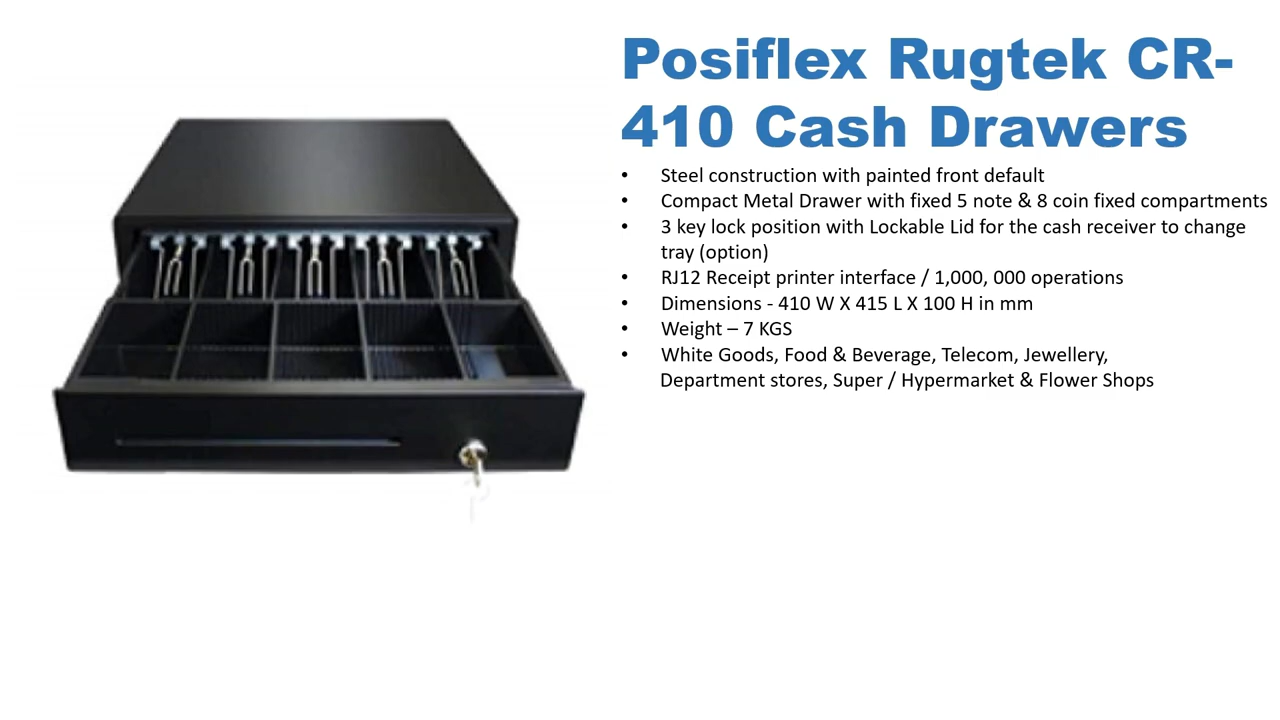 Posiflex Rugtek CR-
410 Cash Drawers
• Steel construction with painted front default
• Compact Metal Drawer with fixed 5 note & 8 coin fixed compartments
• 3 key lock position with Lockable Lid for the cash receiver to change
tray (option)
• RJ12 Receipt printer interface / 1,000, 000 operations
• Dimensions - 410 W X 415 L X 100 H in mm
• Weight – 7 KGS
• White Goods, Food & Beverage, Telecom, Jewellery,
Department stores, Super / Hypermarket & Flower Shops